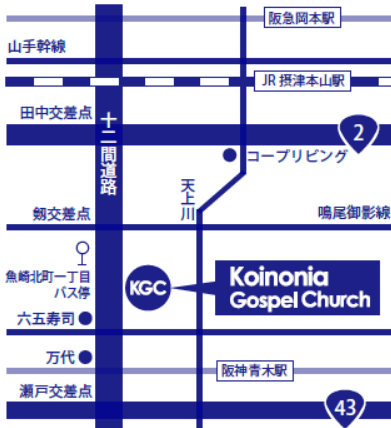 阪急岡本駅
山手幹線
JR 摂津本山駅
田中交差点
2
十二間道路
コープリビング
天上川
剱交差点
鳴尾御影線
魚崎北町一丁目
バス停
KGC
Koinonia
Gospel Church
六五寿司
万代
阪神青木駅
瀬戸交差点
43